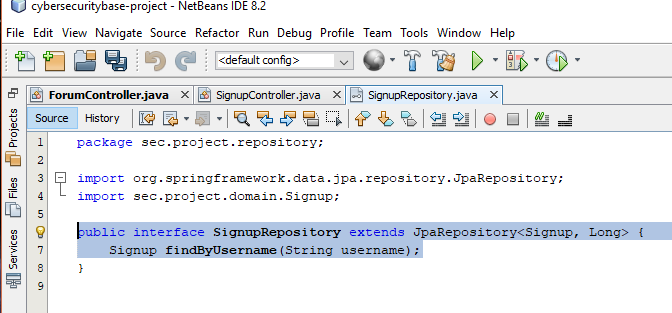 cybersecuritybase-project - NetBeans IDE 8.2
File Edit View Navigate Source Refactor Run Debug Profile Team Tools Window Help
<default config>
ForumController.java SignupController.java SignupRepository.java
Source History
Projects
Files
Services
1 package sec.project.repository;
2
3 import org.springframework.data.jpa.repository.JpaRepository;
4 import sec.project.domain.Signup;
5
public interface SignupRepository extends JpaRepository<Signup, Long> {
7 Signup findByUsername(String username);
8 }
9